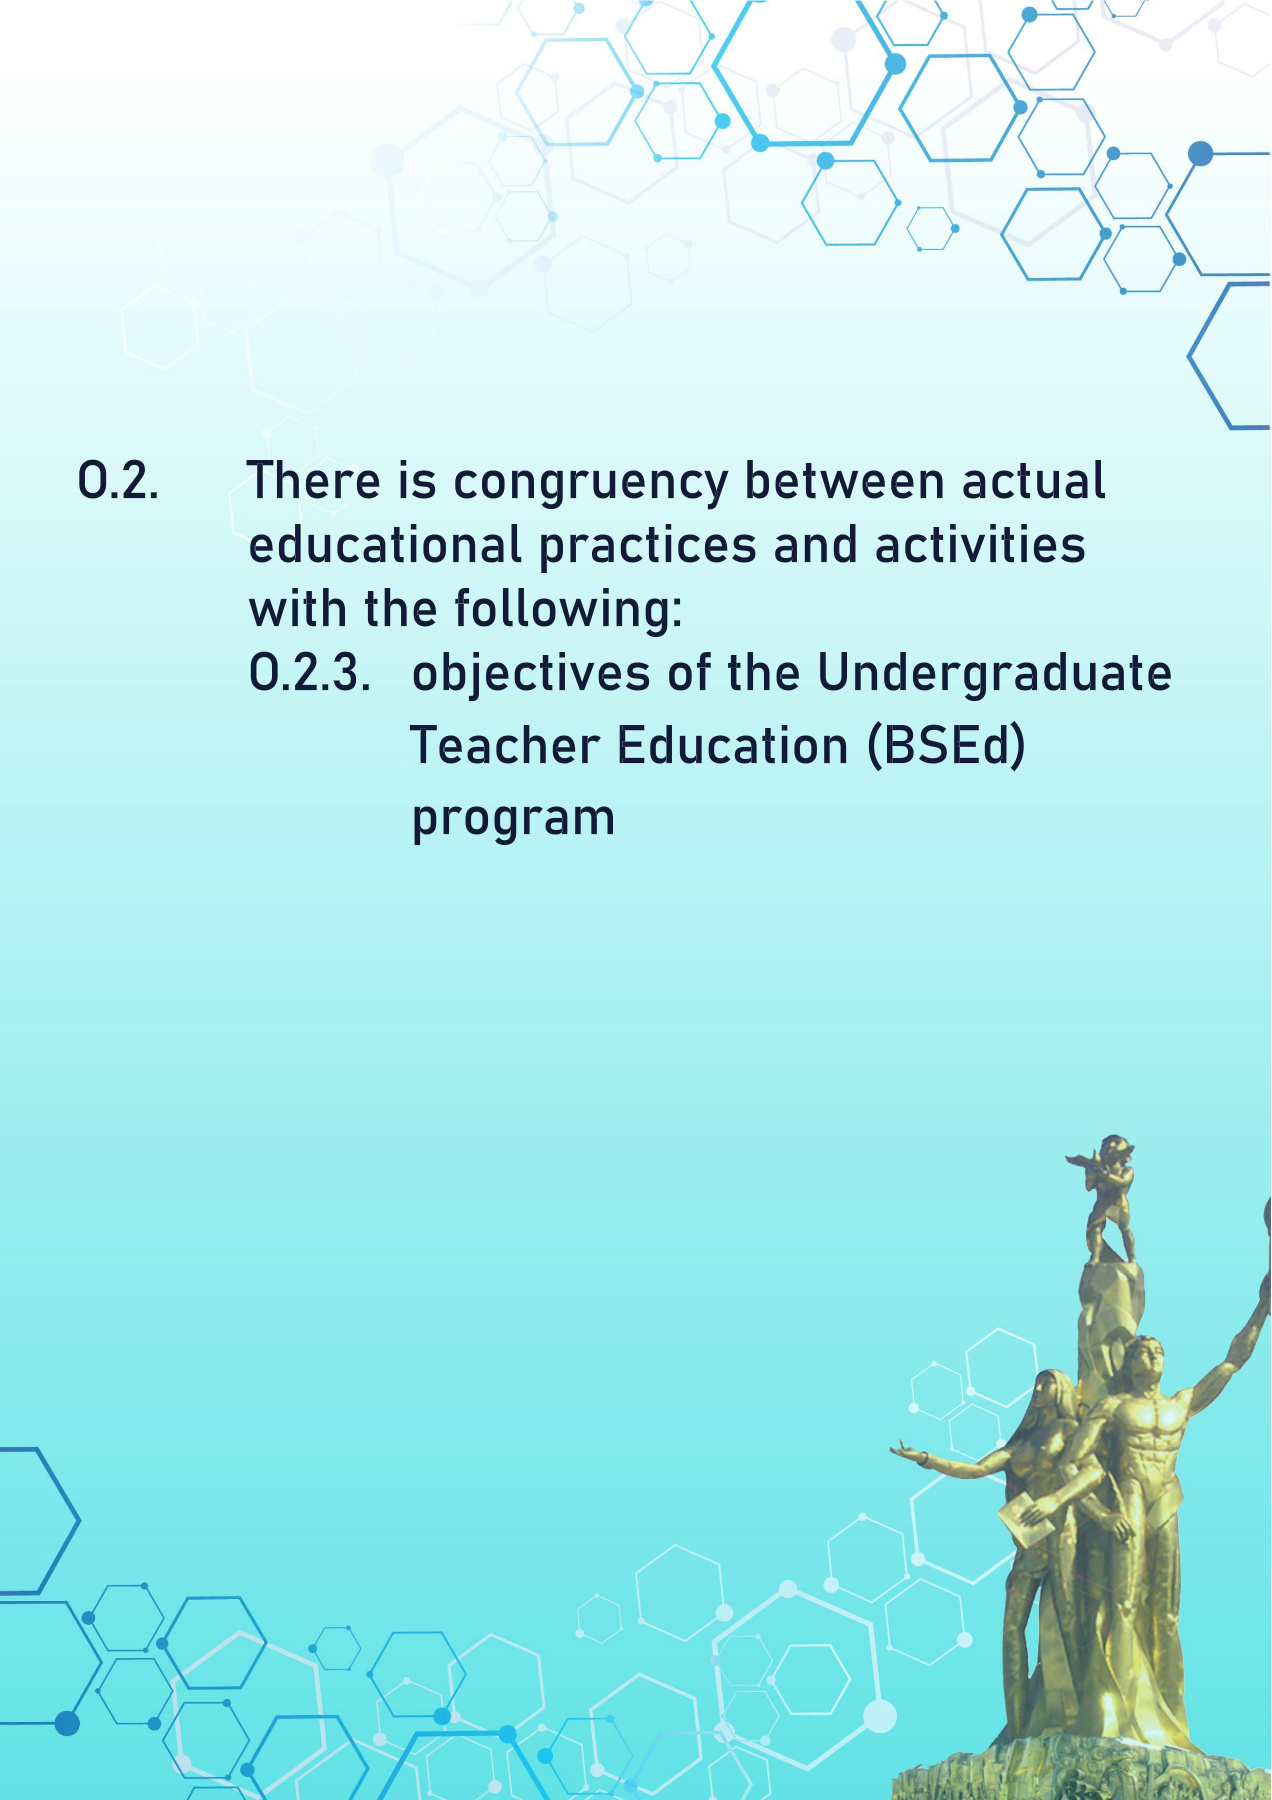 O.2. There is congruency between actual
educational practices and activities
with the following:
O.2.3. objectives of the Undergraduate
Teacher Education (BSEd)
program